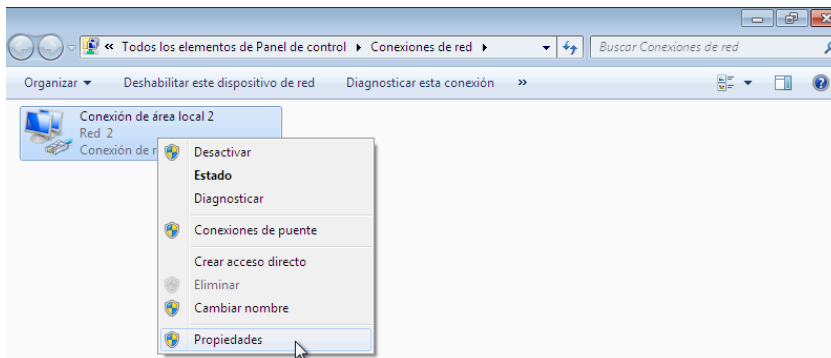 « Todos los elementos de Panel de control ▸ Conexiones de red ▸
Buscar Conexiones de red
Organizar ▾ Deshabilitar este dispositivo de red Diagnosticar esta conexión »
Conexión de área local 2
Red 2
Conexión de r
Desactivar
Estado
Diagnosticar
Conexiones de puente
Crear acceso directo
Eliminar
Cambiar nombre
Propiedades